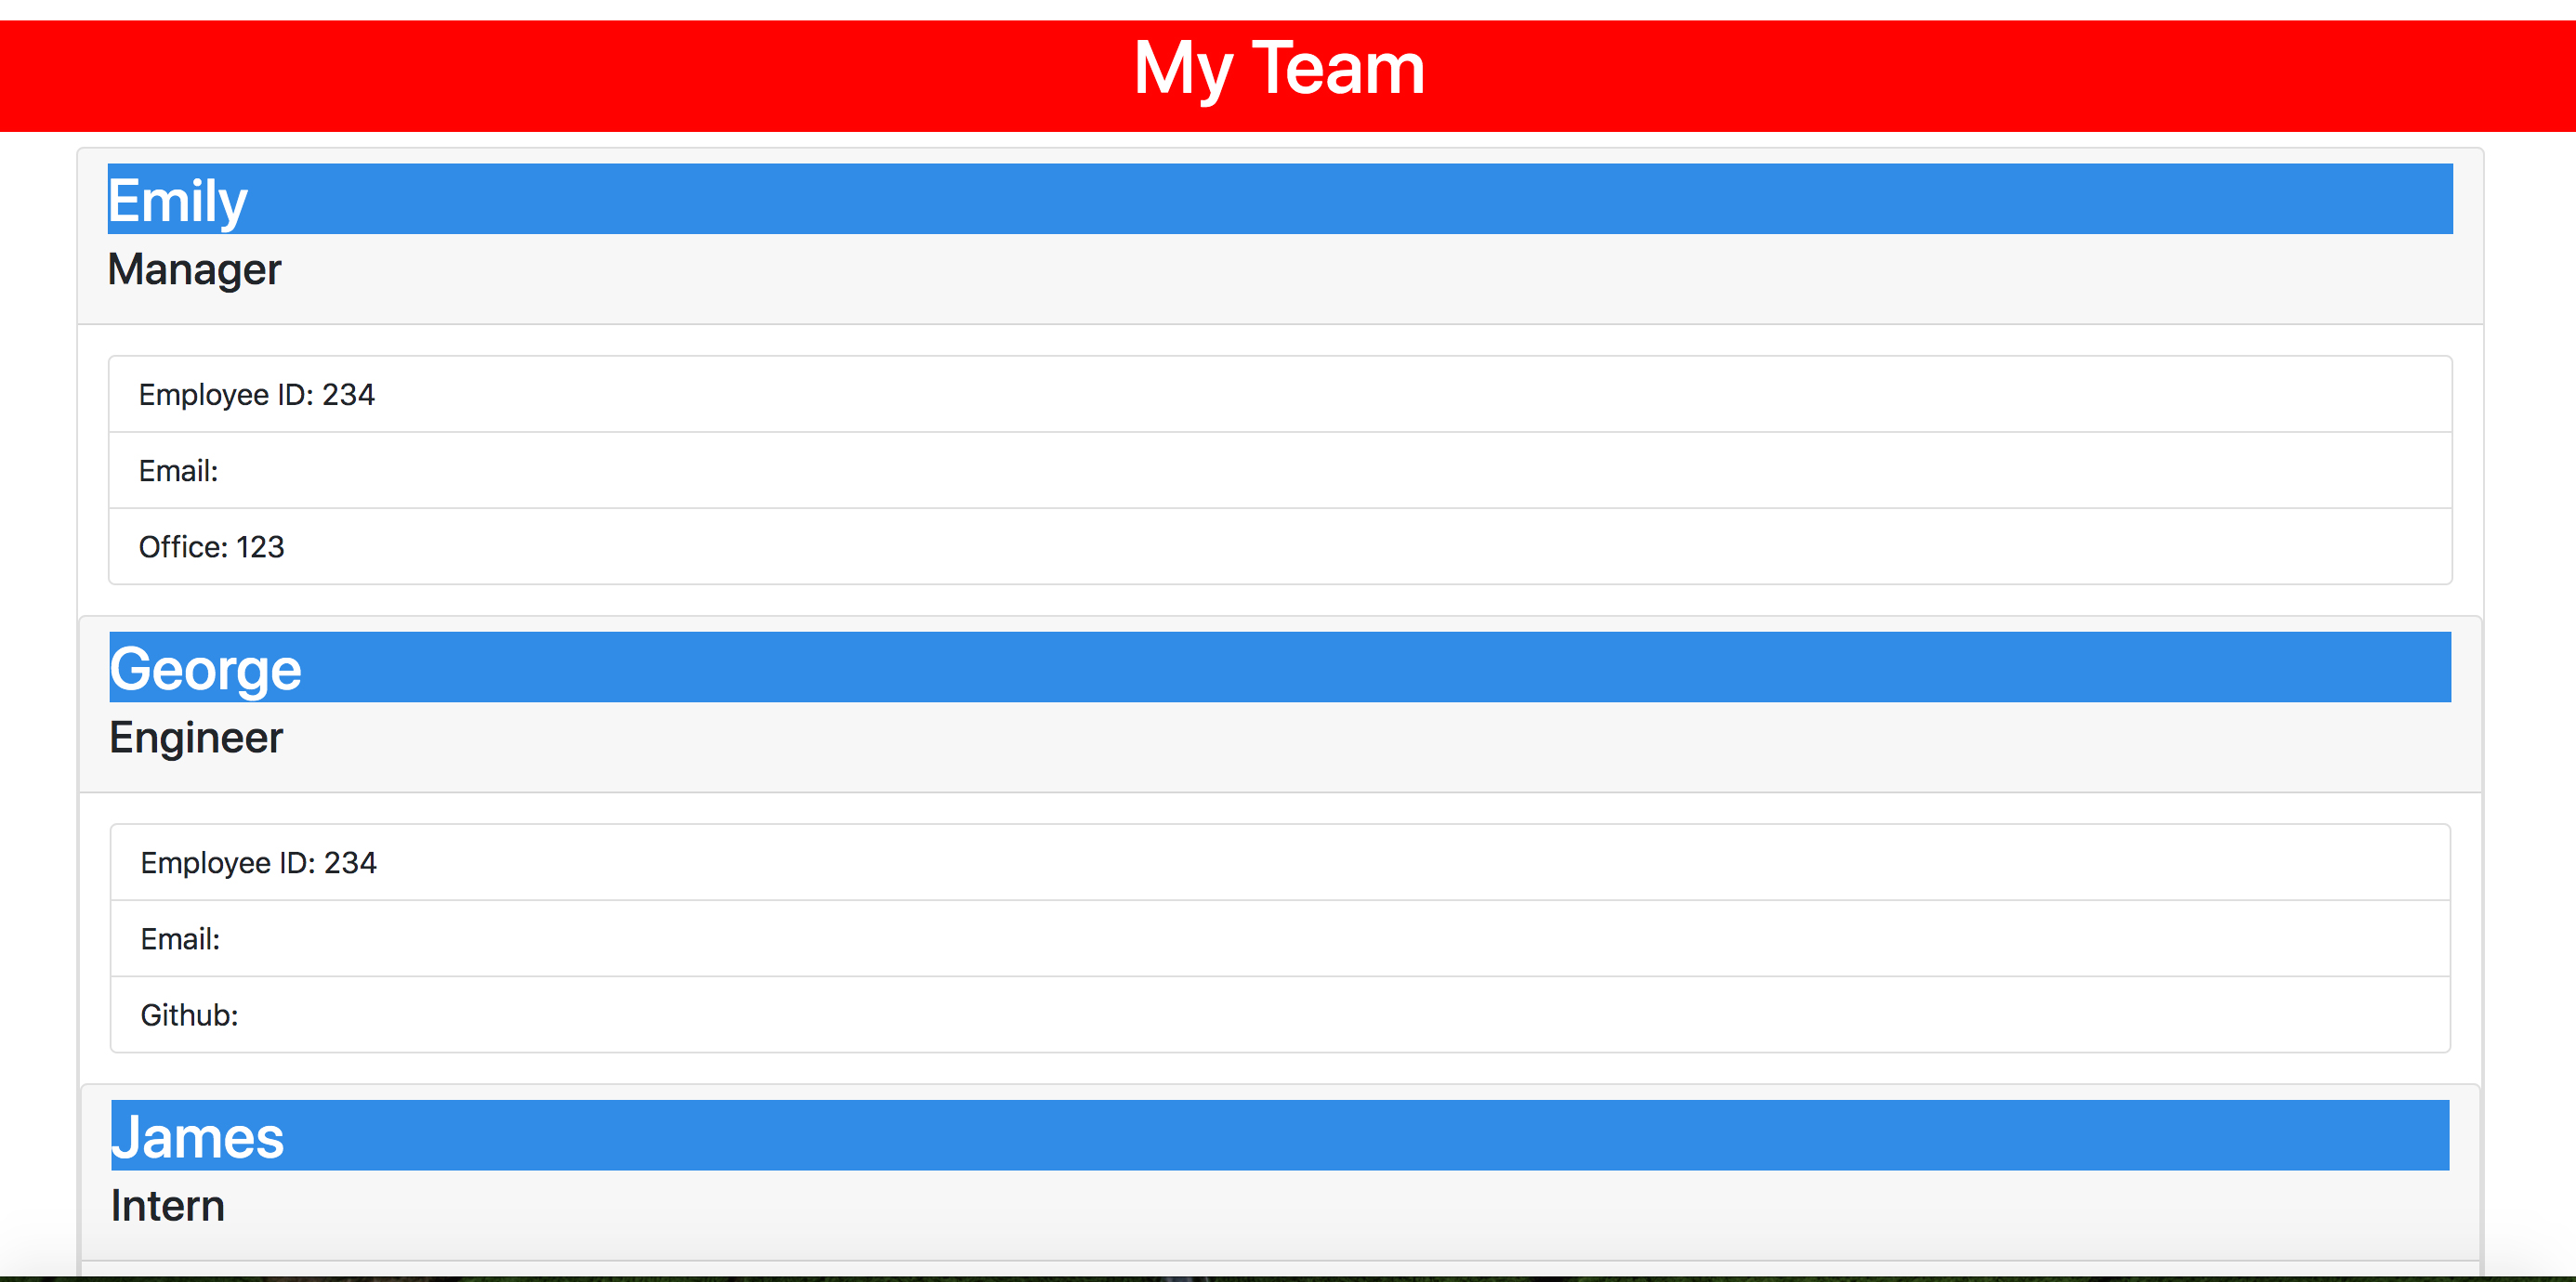 My Team
Emily
Manager
Employee ID: 234
Email:
Office: 123
George
Engineer
Employee ID: 234
Email:
Github:
James
Intern